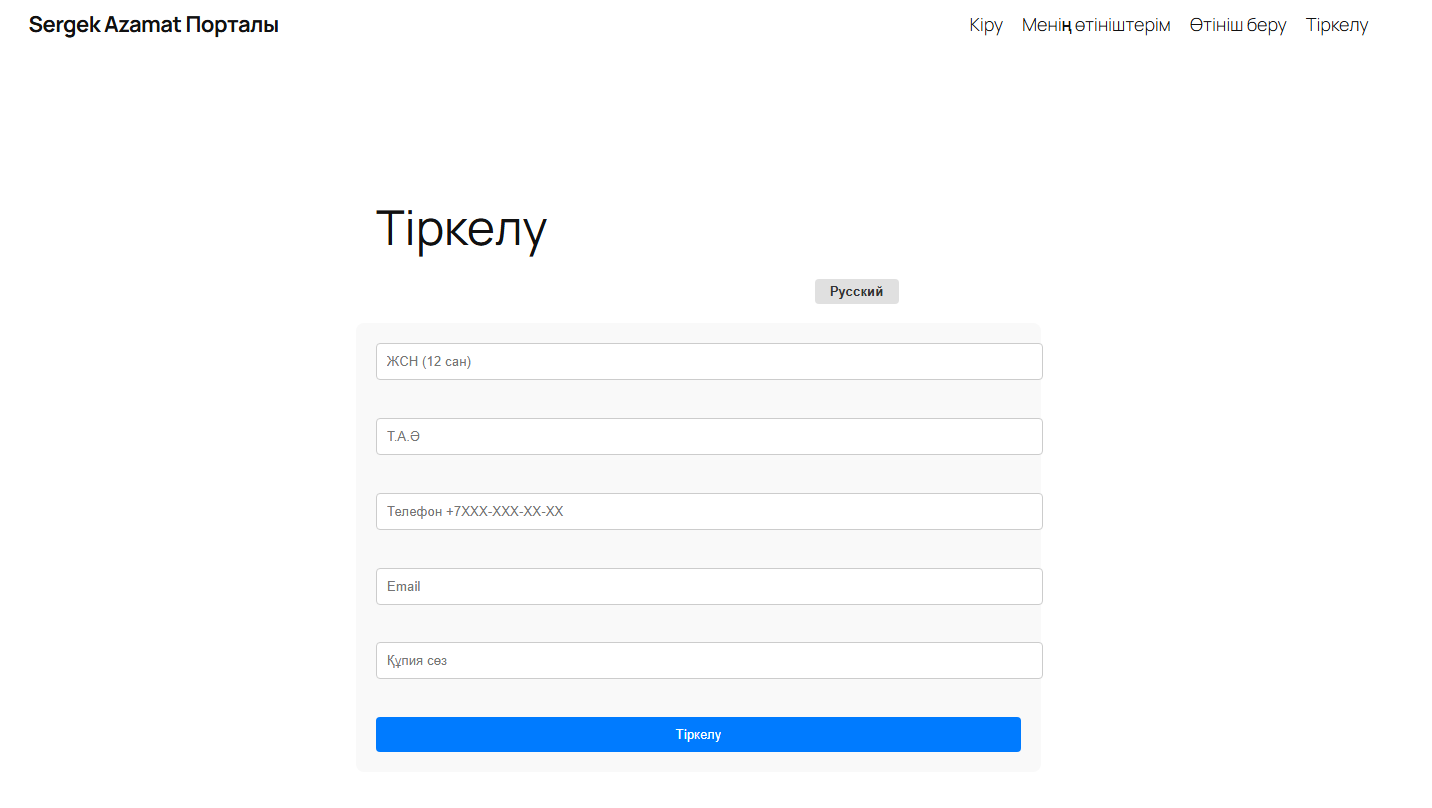 Sergek Azamat Порталы
Кіру Менің өтініштерім Өтініш беру Тіркелу
Тіркелу
Русский
ЖСН (12 сан)
Т.А.Ә
Телефон +7XXX-XXX-XX-XX
Email
Құпия сөз
Тіркелу